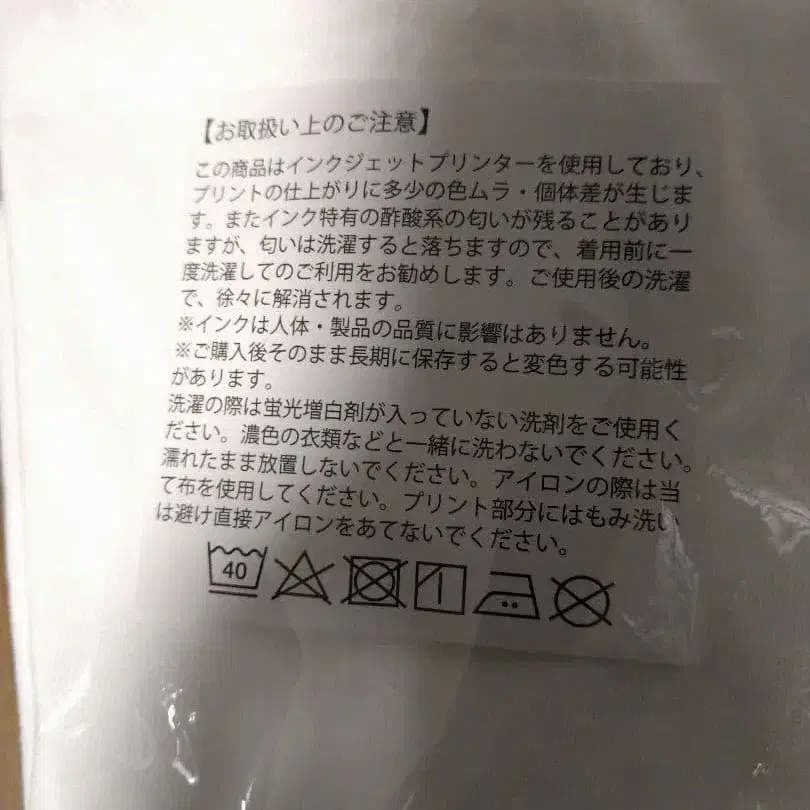 【お取扱い上のご注意】
この商品はインクジェットプリンターを使用しており、
プリントの仕上がりに多少の色ムラ・個体差が生じま
す。またインク特有の酢酸系の匂いが残ることがあり
ますが、匂いは洗濯すると落ちますので、着用前に一
度洗濯してのご利用をお勧めします。ご使用後の洗濯
で、徐々に解消されます。
※インクは人体・製品の品質に影響はありません。
※ご購入後そのまま長期に保存すると変色する可能性
があります。
洗濯の際は蛍光増白剤が入っていない洗剤をご使用く
ださい。濃色の衣類などと一緒に洗わないでください。
濡れたまま放置しないでください。アイロンの際は当
て布を使用してください。プリント部分にはもみ洗い
は避け直接アイロンをあてないでください。
40